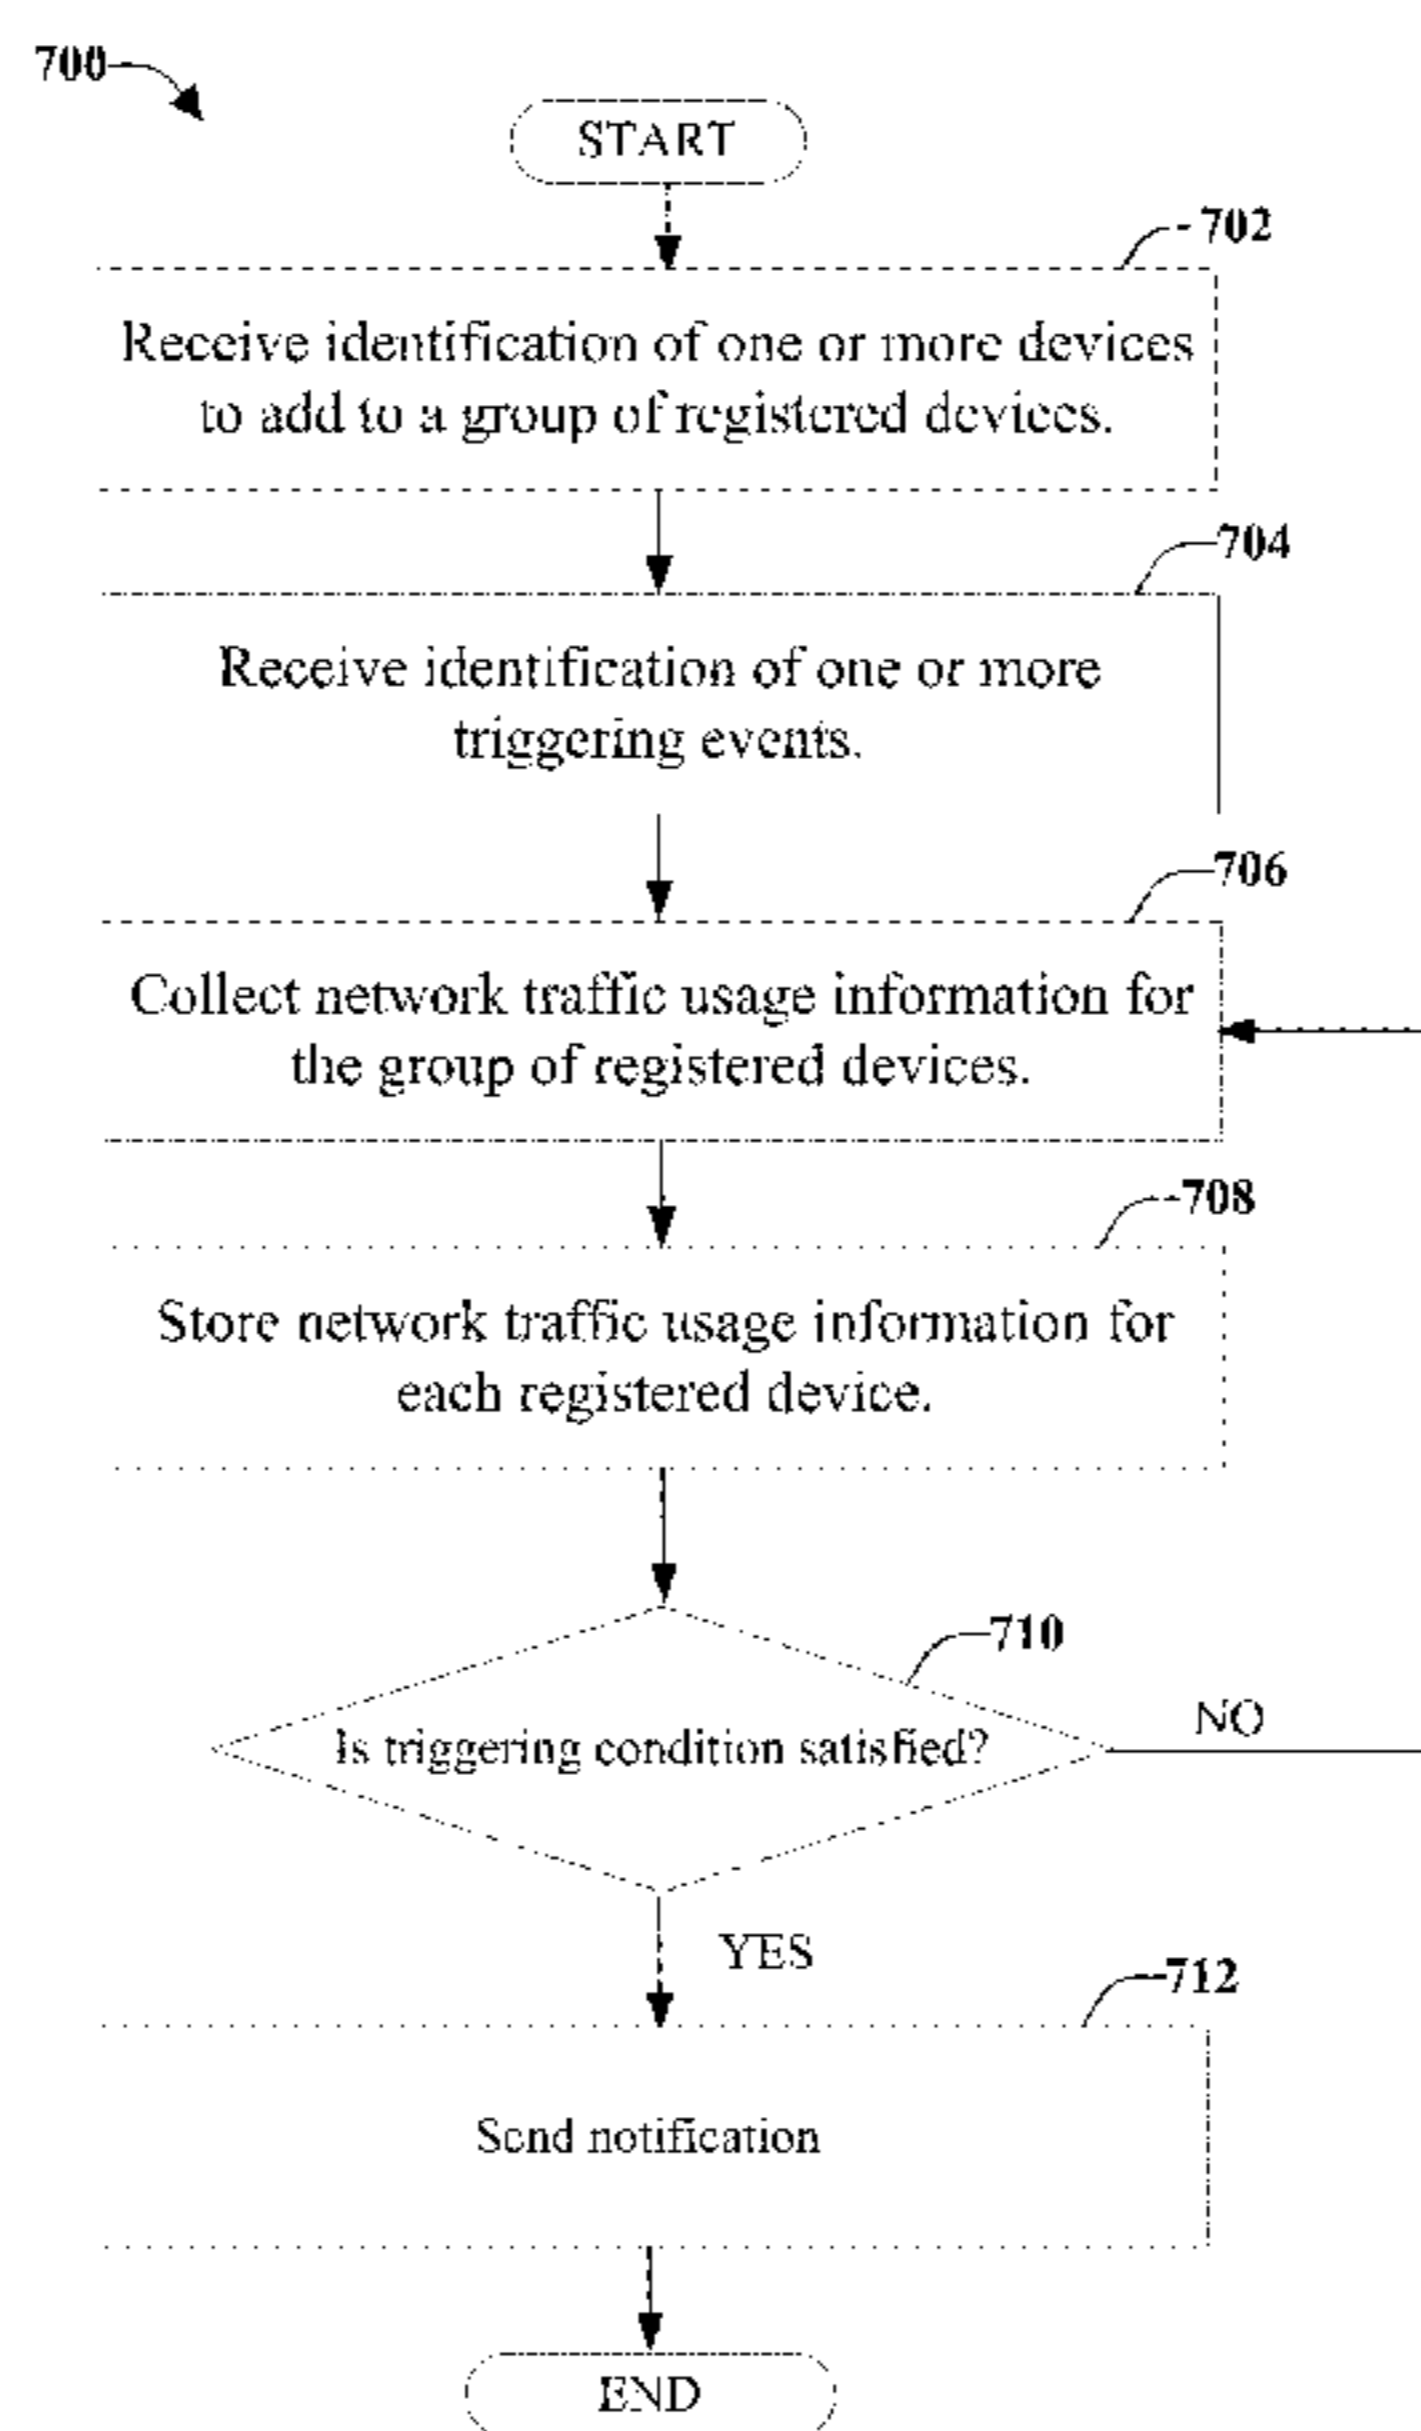 700
START
702
Receive identification of one or more devices
to add to a group of registered devices.
704
Receive identification of one or more
triggering events.
706
Collect network traffic usage information for
the group of registered devices.
708
Store network traffic usage information for
each registered device.
710
Is triggering condition satisfied?
NO
YES
712
Send notification
END